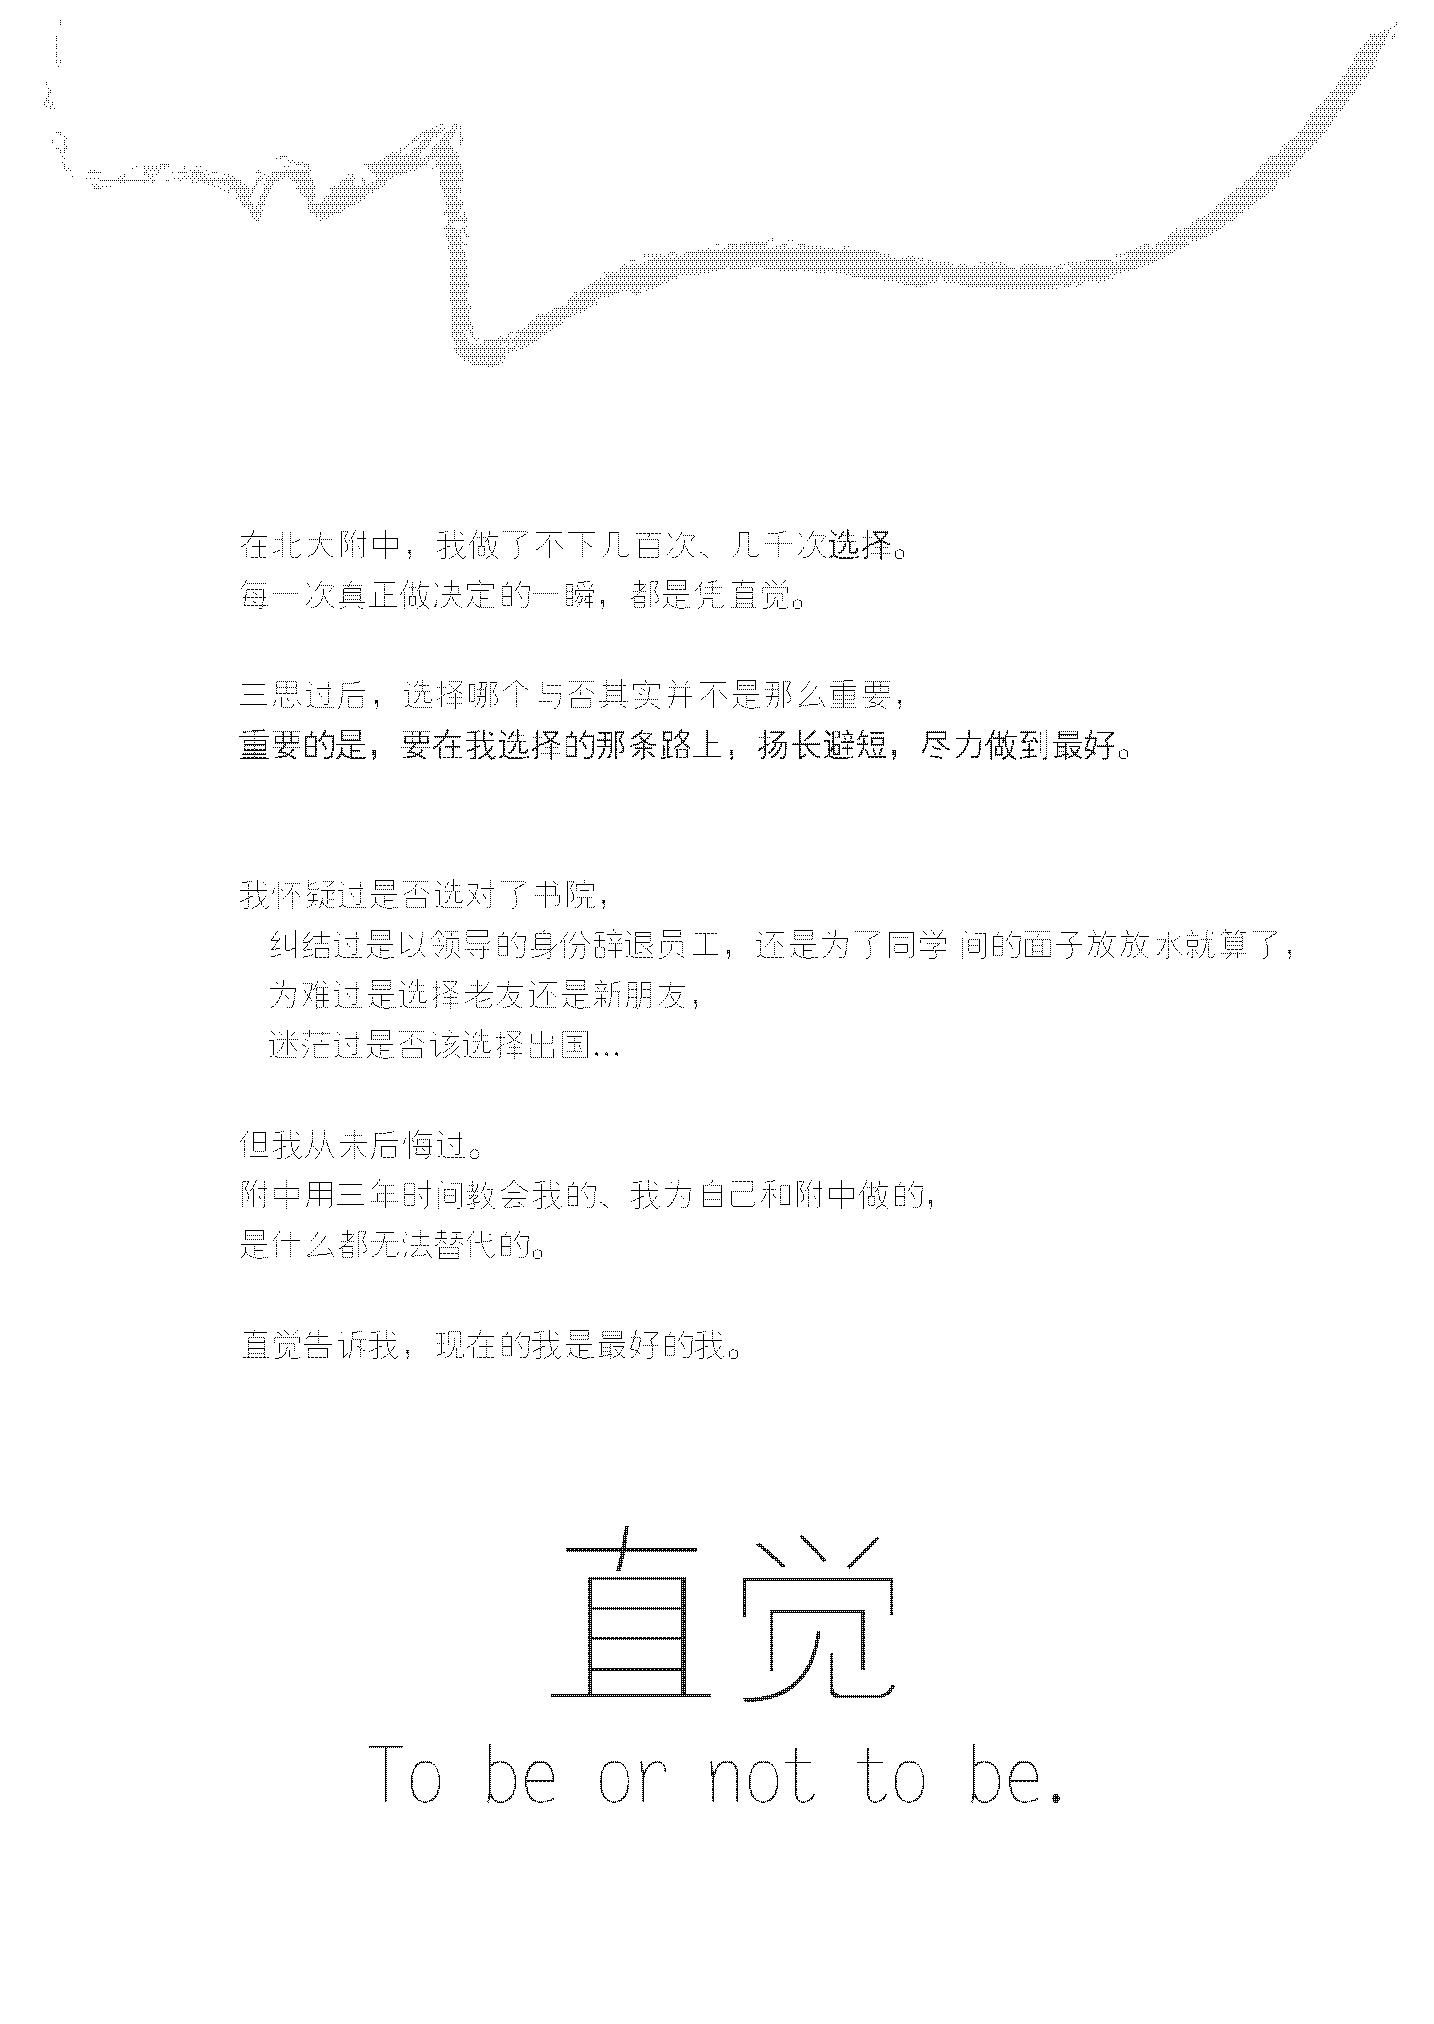 在北大附中，我做了不下几百次、几千次选择。
每一次真正做决定的一瞬，都是凭直觉。
三思过后，选择哪个与否其实并不是那么重要，
重要的是，要在我选择的那条路上，扬长避短，尽力做到最好。
我怀疑过是否选对了书院，
纠结过是以领导的身份辞退员工，还是为了同学 间的面子放放水就算了，
为难过是选择老友还是新朋友，
迷茫过是否该选择出国...
但我从未后悔过。
附中用三年时间教会我的、我为自己和附中做的，
是什么都无法替代的。
直觉告诉我，现在的我是最好的我。
直觉
To be or not to be.